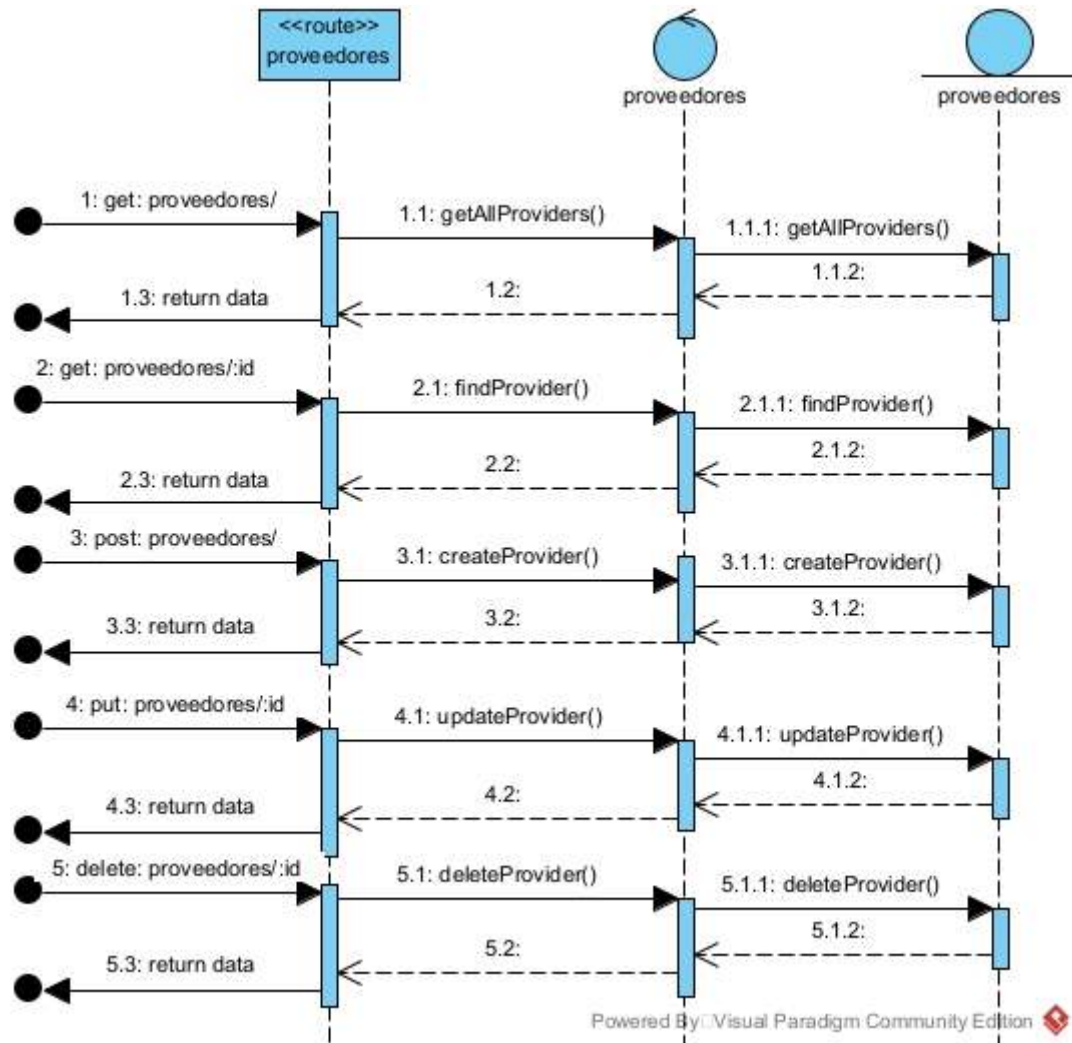 <<route>>
proveedores
proveedores
proveedores
1: get: proveedores/
1.1: getAllProviders()
1.1.1: getAllProviders()
1.1.2:
1.2:
1.3: return data
2: get: proveedores/:id
2.1: findProvider()
2.1.1: findProvider()
2.1.2:
2.2:
2.3: return data
3: post: proveedores/
3.1: createProvider()
3.1.1: createProvider()
3.1.2:
3.2:
3.3: return data
4: put: proveedores/:id
4.1: updateProvider()
4.1.1: updateProvider()
4.1.2:
4.2:
4.3: return data
5: delete: proveedores/:id
5.1: deleteProvider()
5.1.1: deleteProvider()
5.1.2:
5.2:
5.3: return data
Powered By Visual Paradigm Community Edition